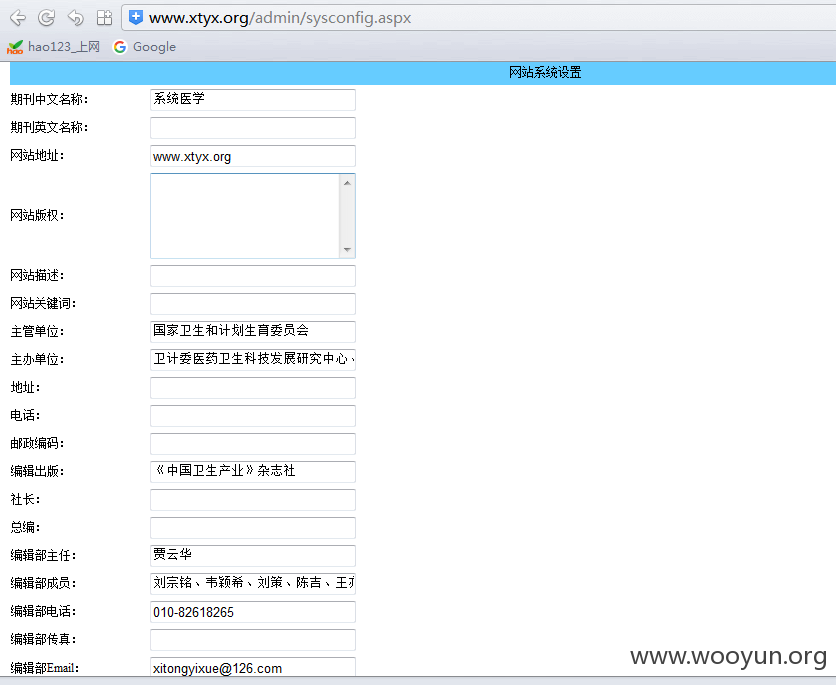 www.xtyx.org/admin/sysconfig.aspx
hao123_上网 Google
网站系统设置
期刊中文名称: 系统医学
期刊英文名称:
网站地址: www.xtyx.org
网站版权:
网站描述:
网站关键词:
主管单位: 国家卫生和计划生育委员会
主办单位: 卫计委医药卫生科技发展研究中心、
地址:
电话:
邮政编码:
编辑出版: 《中国卫生产业》杂志社
社长:
总编:
编辑部主任: 贾云华
编辑部成员: 刘宗铭、韦颖希、刘策、陈吉、王
编辑部电话: 010-82618265
编辑部传真:
编辑部Email: xitongyixue@126.com
www.wooyun.org